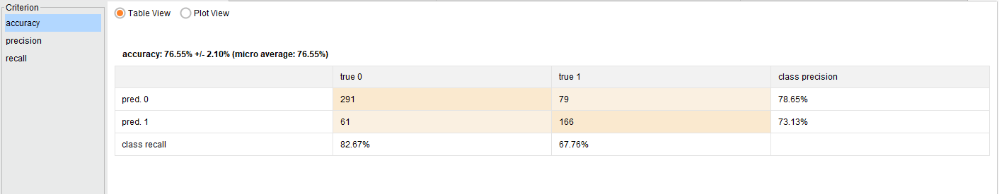 Criterion
accuracy
precision
recall
Table View Plot View
accuracy: 76.55% +/- 2.10% (micro average: 76.55%)
true 0 true 1 class precision
pred. 0 291 79 78.65%
pred. 1 61 166 73.13%
class recall 82.67% 67.76%